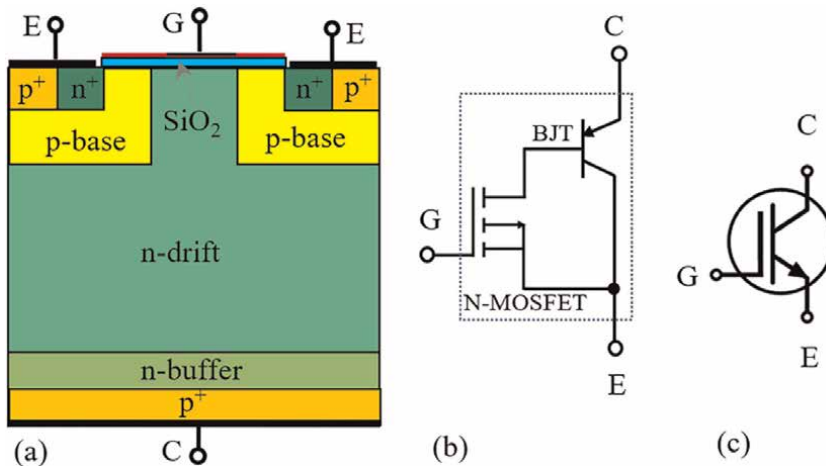 E
G
E
p+
n+
SiO2
n+
p+
p-base
p-base
n-drift
n-buffer
p+
(a)
C
C
BJT
G
N-MOSFET
E
(b)
C
G
E
(c)